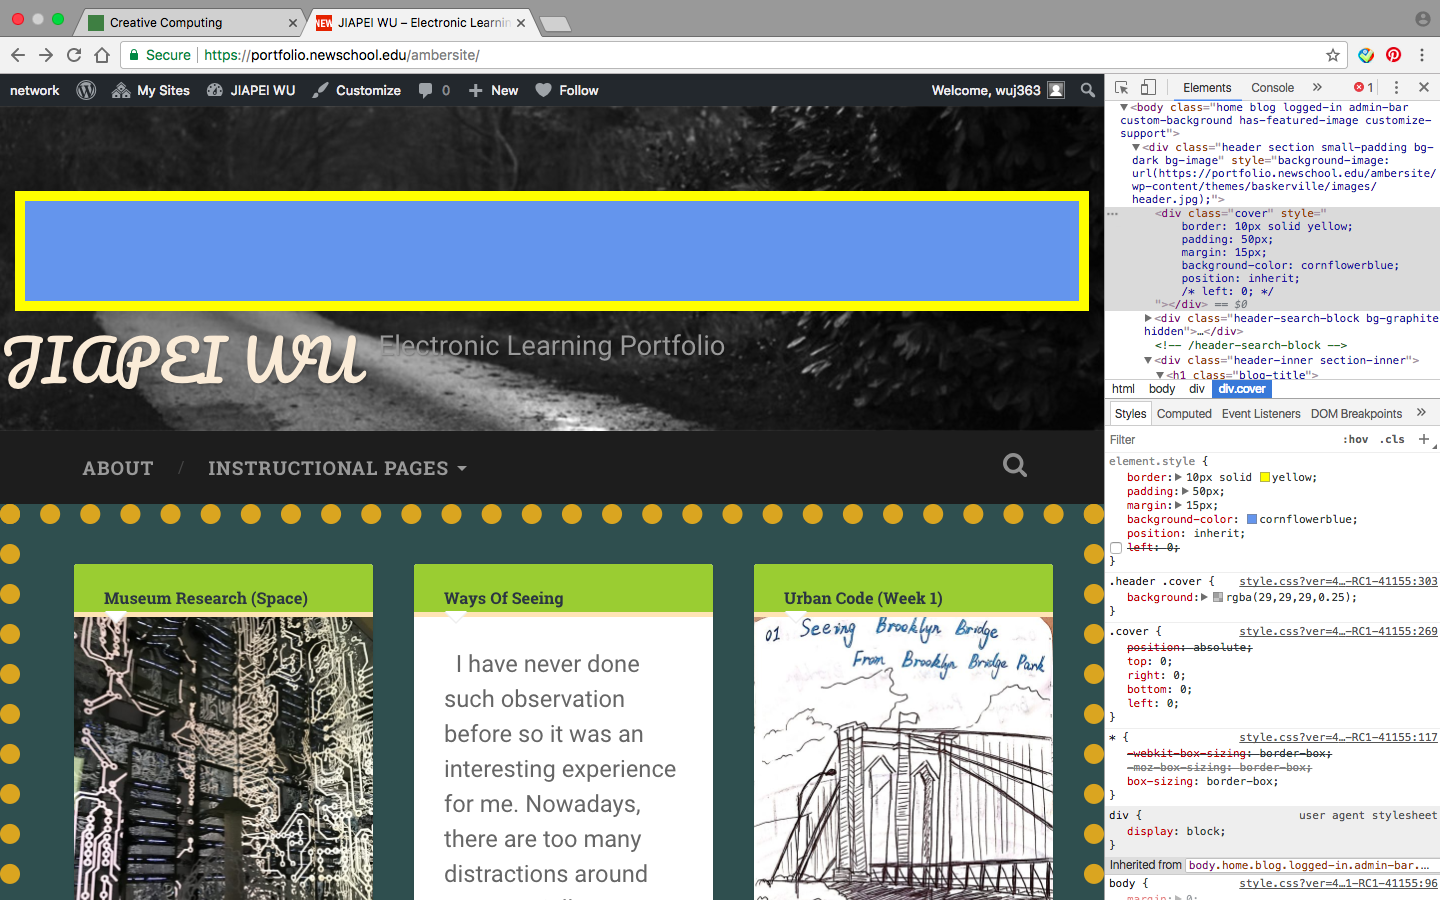 Creative Computing
NEW JIAPEI WU – Electronic Learnin
Secure https://portfolio.newschool.edu/ambersite/
network My Sites JIAPEI WU Customize 0 New Follow Welcome, wuj363
JIAPEI WU Electronic Learning Portfolio
ABOUT / INSTRUCTIONAL PAGES
Museum Research (Space)
Ways Of Seeing
I have never done
such observation
before so it was an
interesting experience
for me. Nowadays,
there are too many
distractions around
Urban Code (Week 1)
01 Seeing Brooklyn Bridge
From Brooklyn Bridge Park
Elements Console » 1
▼<body class="home blog logged-in admin-bar
custom-background has-featured-image customize-
support">
▼<div class="header section small-padding bg-
dark bg-image" style="background-image:
url(https://portfolio.newschool.edu/ambersite/
wp-content/themes/baskerville/images/
header.jpg);">
<div class="cover" style="
border: 10px solid yellow;
padding: 50px;
margin: 15px;
background-color: cornflowerblue;
position: inherit;
/* left: 0; */
"></div> == $0
▶<div class="header-search-block bg-graphite
hidden">…</div>
<!-- /header-search-block -->
▼<div class="header-inner section-inner">
▼<h1 class="blog-title">
html body div div.cover
Styles Computed Event Listeners DOM Breakpoints »
Filter :hov .cls +
element.style {
border:▶ 10px solid yellow;
padding:▶ 50px;
margin:▶ 15px;
background-color: cornflowerblue;
position: inherit;
left: 0;
}
.header .cover { style.css?ver=4…-RC1-41155:303
background:▶ rgba(29,29,29,0.25);
}
.cover { style.css?ver=4…-RC1-41155:269
position: absolute;
top: 0;
right: 0;
bottom: 0;
left: 0;
}
* { style.css?ver=4…-RC1-41155:117
-webkit-box-sizing: border-box;
-moz-box-sizing: border-box;
box-sizing: border-box;
}
div { user agent stylesheet
display: block;
}
Inherited from body.home.blog.logged-in.admin-bar.…
body { style.css?ver=4…1-RC1-41155:96
margin:▶ 0;